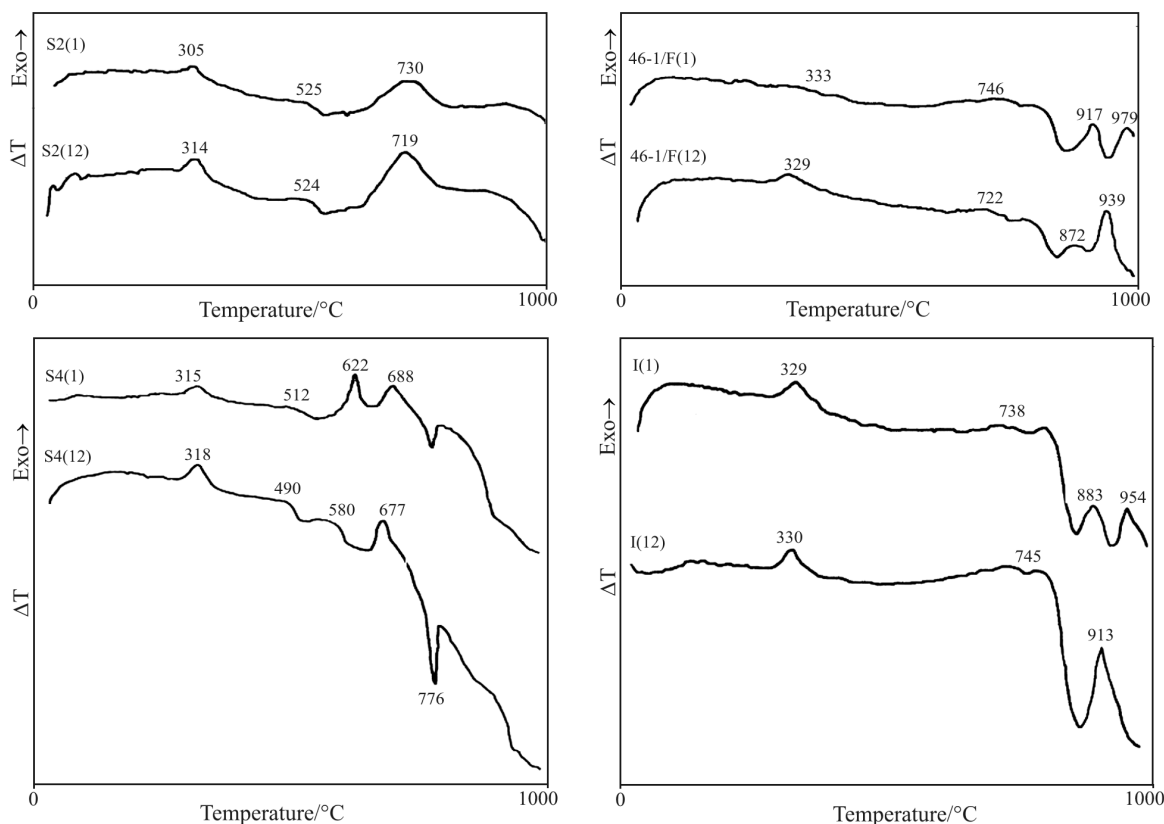 Exo→
ΔT
S2(1)
305
525
730
S2(12)
314
524
719
0
1000
Temperature/°C
Exo→
ΔT
46-1/F(1)
333
746
917
979
46-1/F(12)
329
722
872
939
0
1000
Temperature/°C
Exo→
ΔT
S4(1)
315
512
622
688
S4(12)
318
490
580
677
776
0
1000
Temperature/°C
Exo→
ΔT
I(1)
329
738
883
954
I(12)
330
745
913
0
1000
Temperature/°C